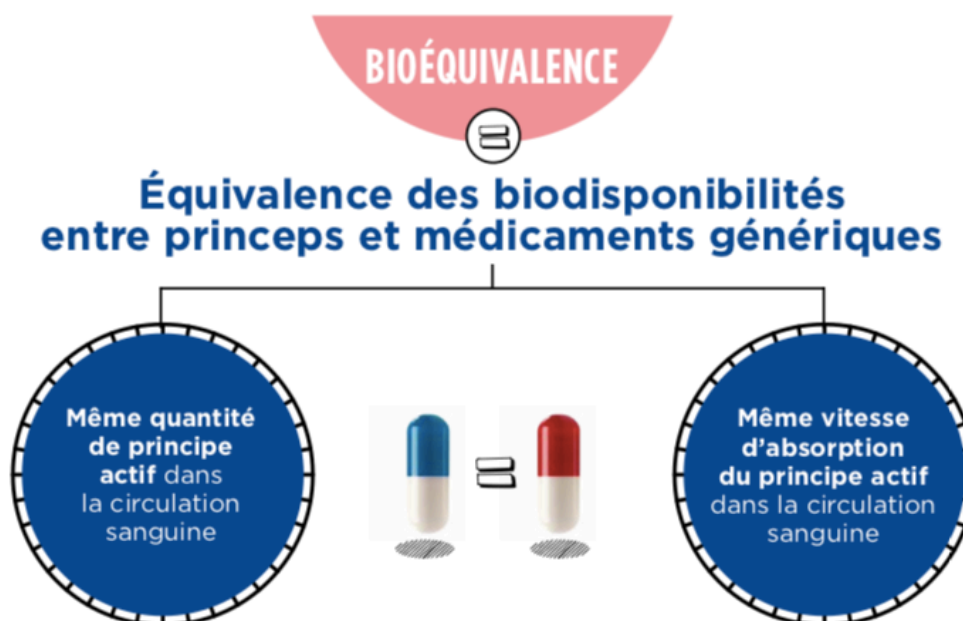 BIOÉQUIVALENCE
=
Équivalence des biodisponibilités
entre princeps et médicaments génériques
Même quantité
de principe
actif dans
la circulation
sanguine
=
Même vitesse
d’absorption
du principe actif
dans la circulation
sanguine